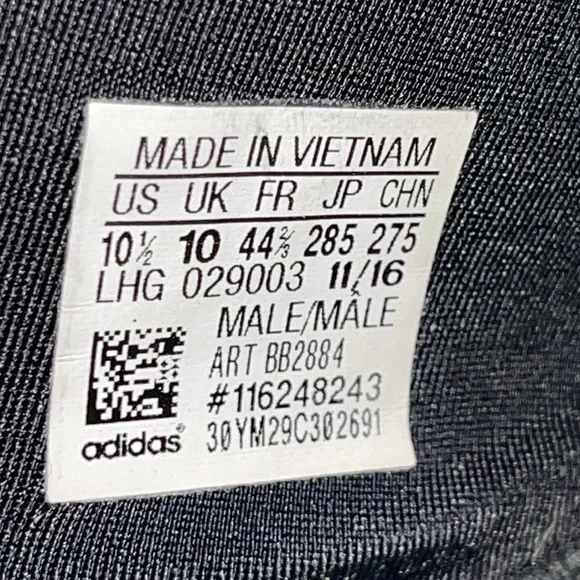 MADE IN VIETNAM
US UK FR JP CHN
10½ 10 44⅔ 285 275
LHG 029003 11/16
MALE/MÂLE
ART BB2884
#116248243
adidas® 30YM29C302691